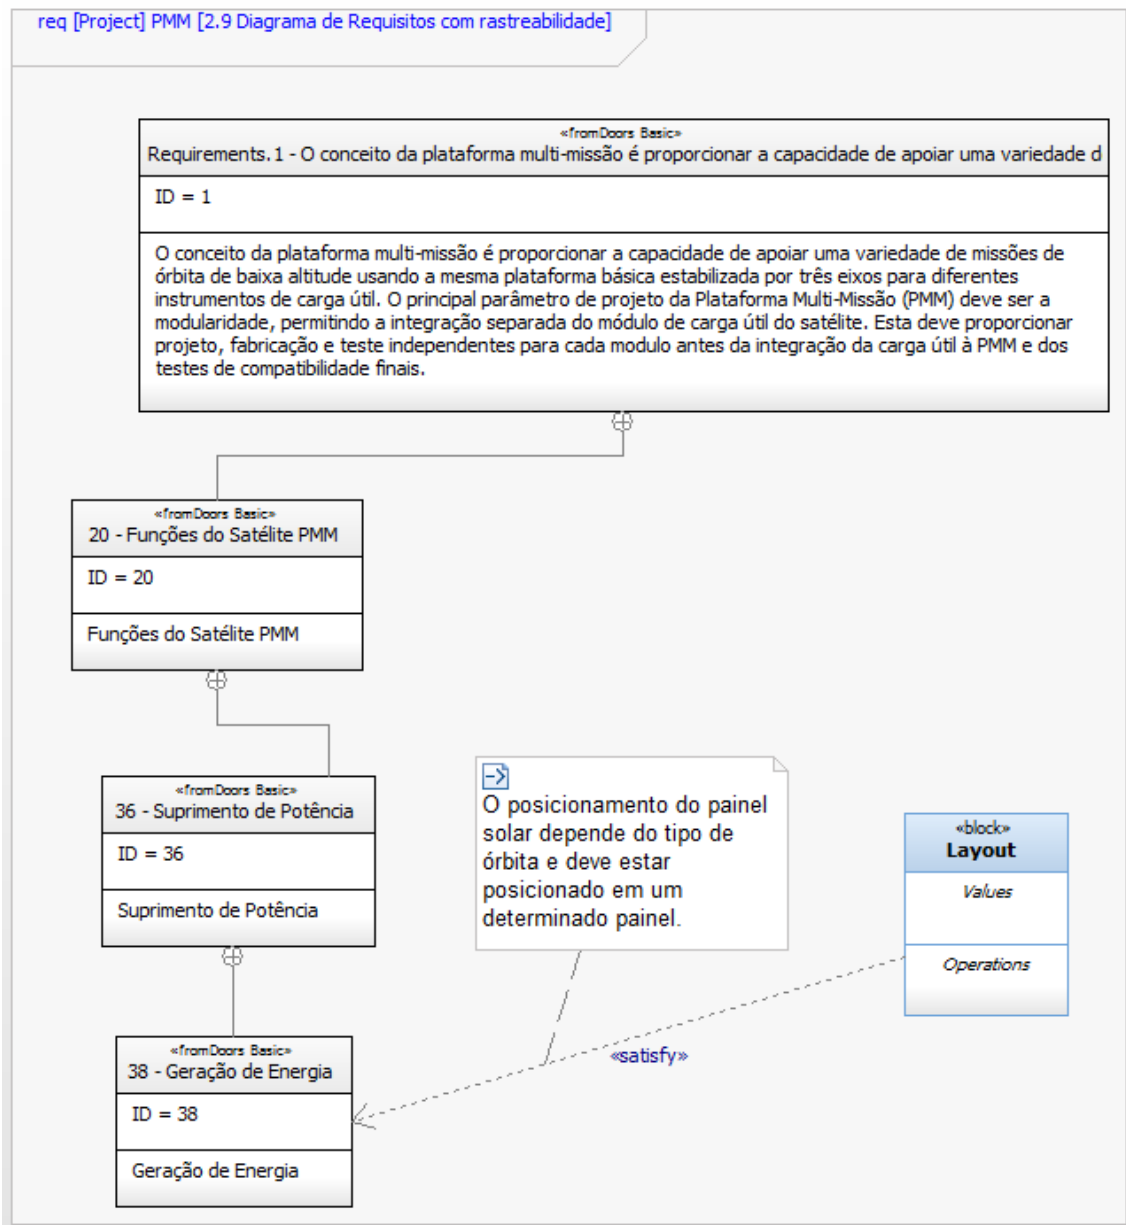 req [Project] PMM [2.9 Diagrama de Requisitos com rastreabilidade]
«fromDoors Basic»
Requirements.1 - O conceito da plataforma multi-missão é proporcionar a capacidade de apoiar uma variedade d
ID = 1
O conceito da plataforma multi-missão é proporcionar a capacidade de apoiar uma variedade de missões de
órbita de baixa altitude usando a mesma plataforma básica estabilizada por três eixos para diferentes
instrumentos de carga útil. O principal parâmetro de projeto da Plataforma Multi-Missão (PMM) deve ser a
modularidade, permitindo a integração separada do módulo de carga útil do satélite. Esta deve proporcionar
projeto, fabricação e teste independentes para cada modulo antes da integração da carga útil à PMM e dos
testes de compatibilidade finais.
«fromDoors Basic»
20 - Funções do Satélite PMM
ID = 20
Funções do Satélite PMM
«fromDoors Basic»
36 - Suprimento de Potência
ID = 36
Suprimento de Potência
O posicionamento do painel
solar depende do tipo de
órbita e deve estar
posicionado em um
determinado painel.
«block»
Layout
Values
Operations
«satisfy»
«fromDoors Basic»
38 - Geração de Energia
ID = 38
Geração de Energia